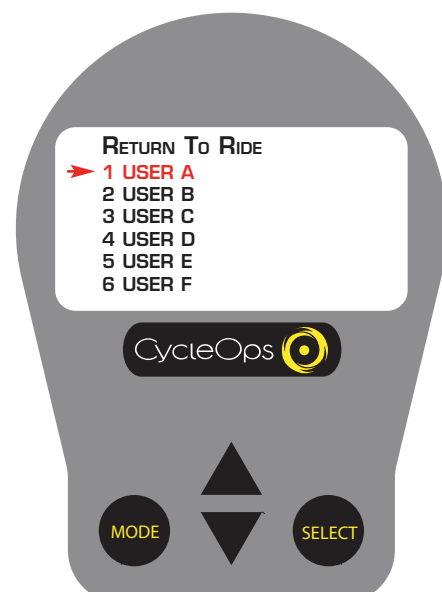 Return To Ride
1 USER A
2 USER B
3 USER C
4 USER D
5 USER E
6 USER F
CycleOps
MODE
SELECT